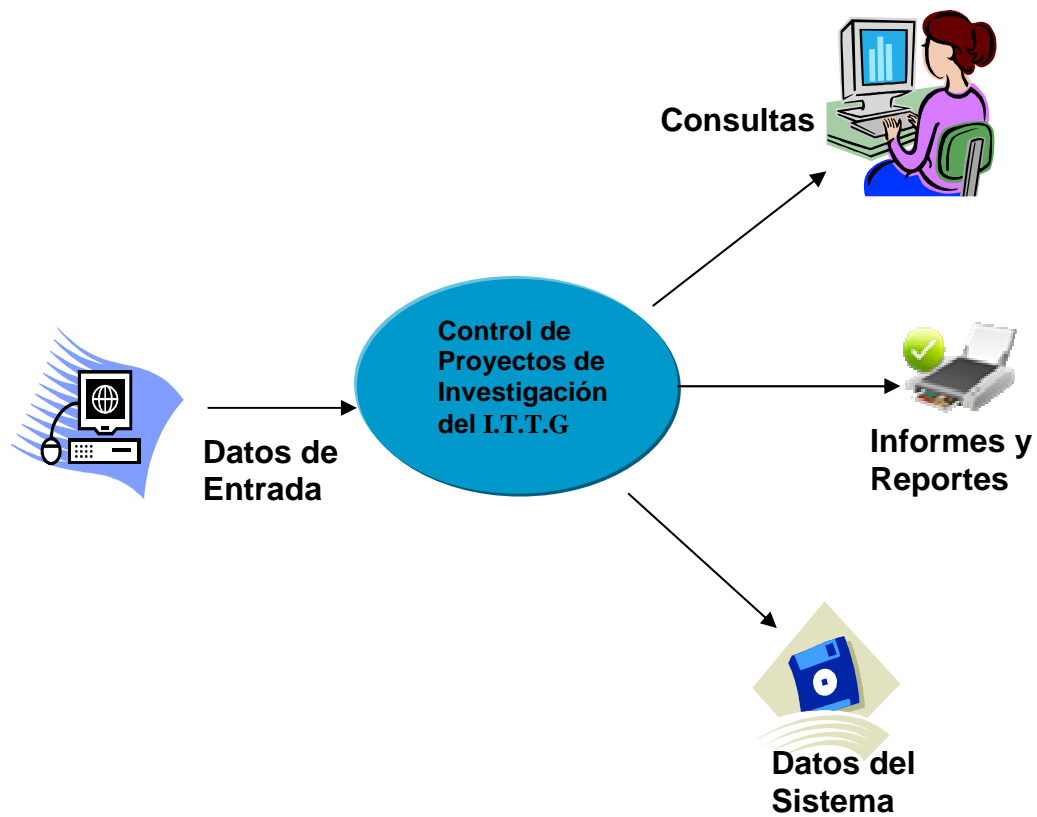 Consultas
Control de
Proyectos de
Investigación
del I.T.T.G
Datos de
Entrada
Informes y
Reportes
Datos del
Sistema